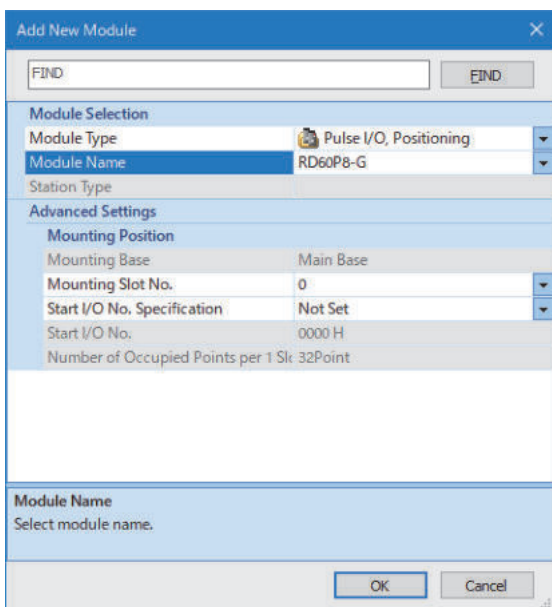 Add New Module
FIND FIND
Module Selection
Module Type Pulse I/O, Positioning
Module Name RD60P8-G
Station Type
Advanced Settings
Mounting Position
Mounting Base Main Base
Mounting Slot No. 0
Start I/O No. Specification Not Set
Start I/O No. 0000 H
Number of Occupied Points per 1 Slc 32Point
Module Name
Select module name.
OK Cancel